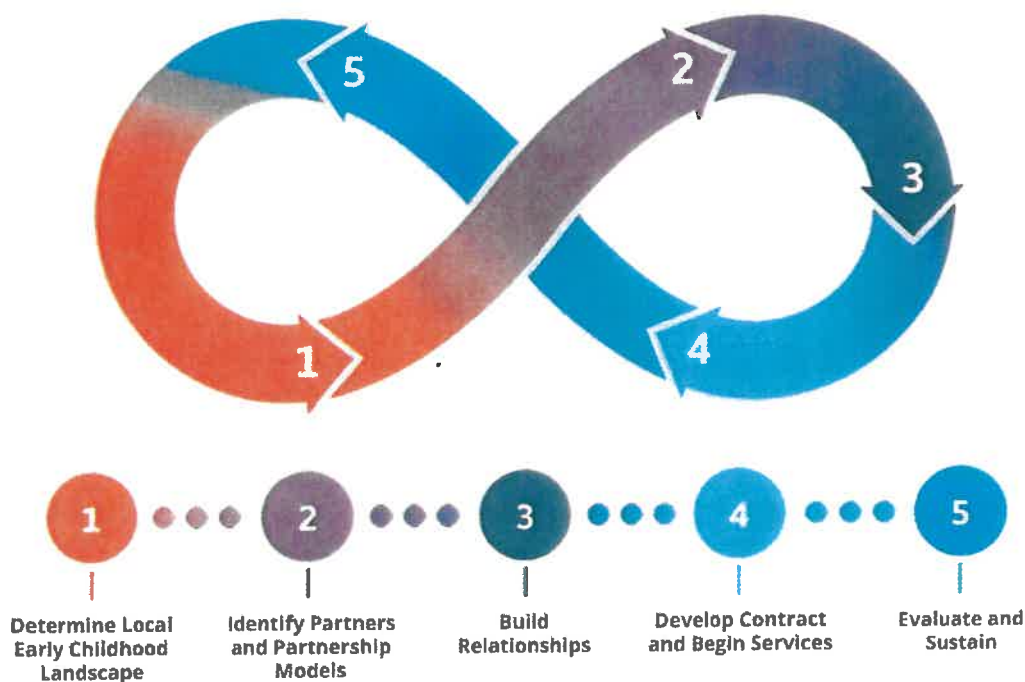 5
2
3
1
4
1
2
3
4
5
Determine Local
Early Childhood
Landscape
Identify Partners
and Partnership
Models
Build
Relationships
Develop Contract
and Begin Services
Evaluate and
Sustain